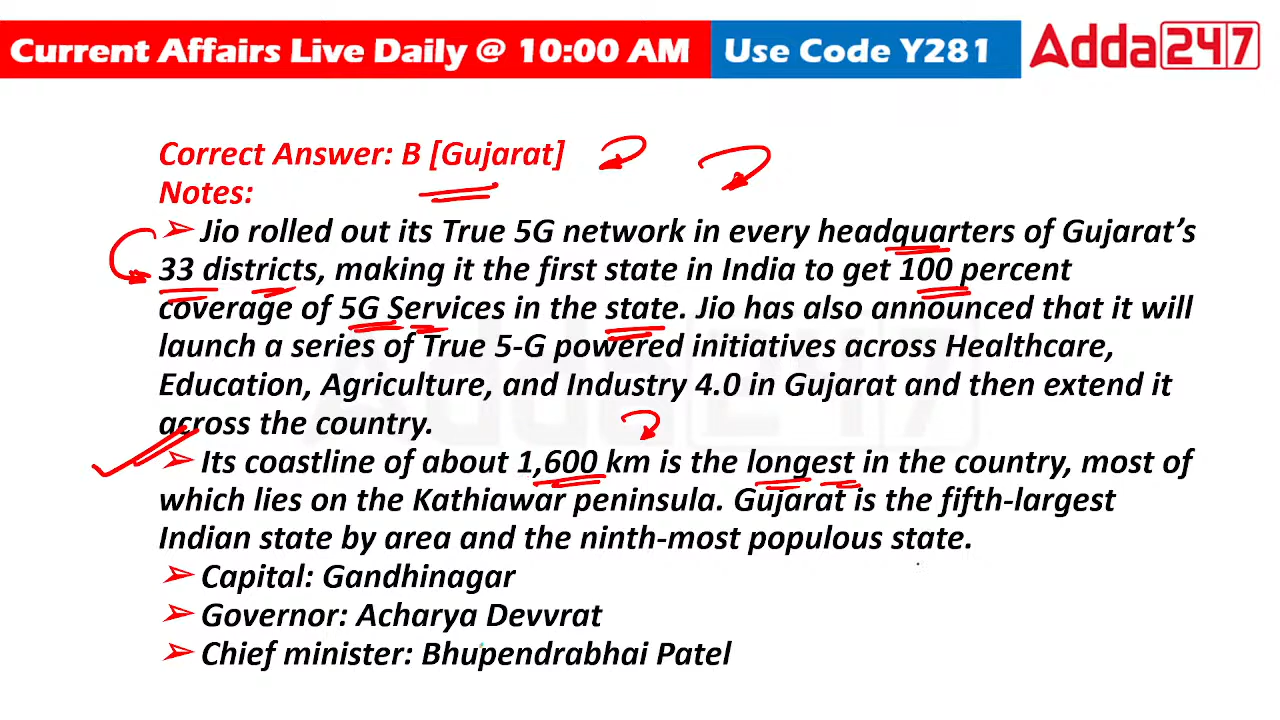 Current Affairs Live Daily @ 10:00 AM
Use Code Y281
Adda247
Correct Answer: B [Gujarat]
Notes:
➢ Jio rolled out its True 5G network in every headquarters of Gujarat’s
33 districts, making it the first state in India to get 100 percent
coverage of 5G Services in the state. Jio has also announced that it will
launch a series of True 5-G powered initiatives across Healthcare,
Education, Agriculture, and Industry 4.0 in Gujarat and then extend it
across the country.
➢ Its coastline of about 1,600 km is the longest in the country, most of
which lies on the Kathiawar peninsula. Gujarat is the fifth-largest
Indian state by area and the ninth-most populous state.
➢ Capital: Gandhinagar
➢ Governor: Acharya Devvrat
➢ Chief minister: Bhupendrabhai Patel